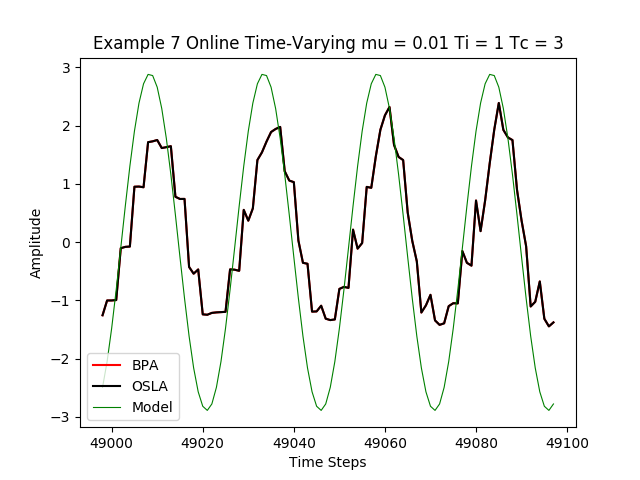 Example 7 Online Time-Varying mu = 0.01 Ti = 1 Tc = 3
3
2
1
0
−1
−2
−3
Amplitude
BPA
OSLA
Model
49000 49020 49040 49060 49080 49100
Time Steps